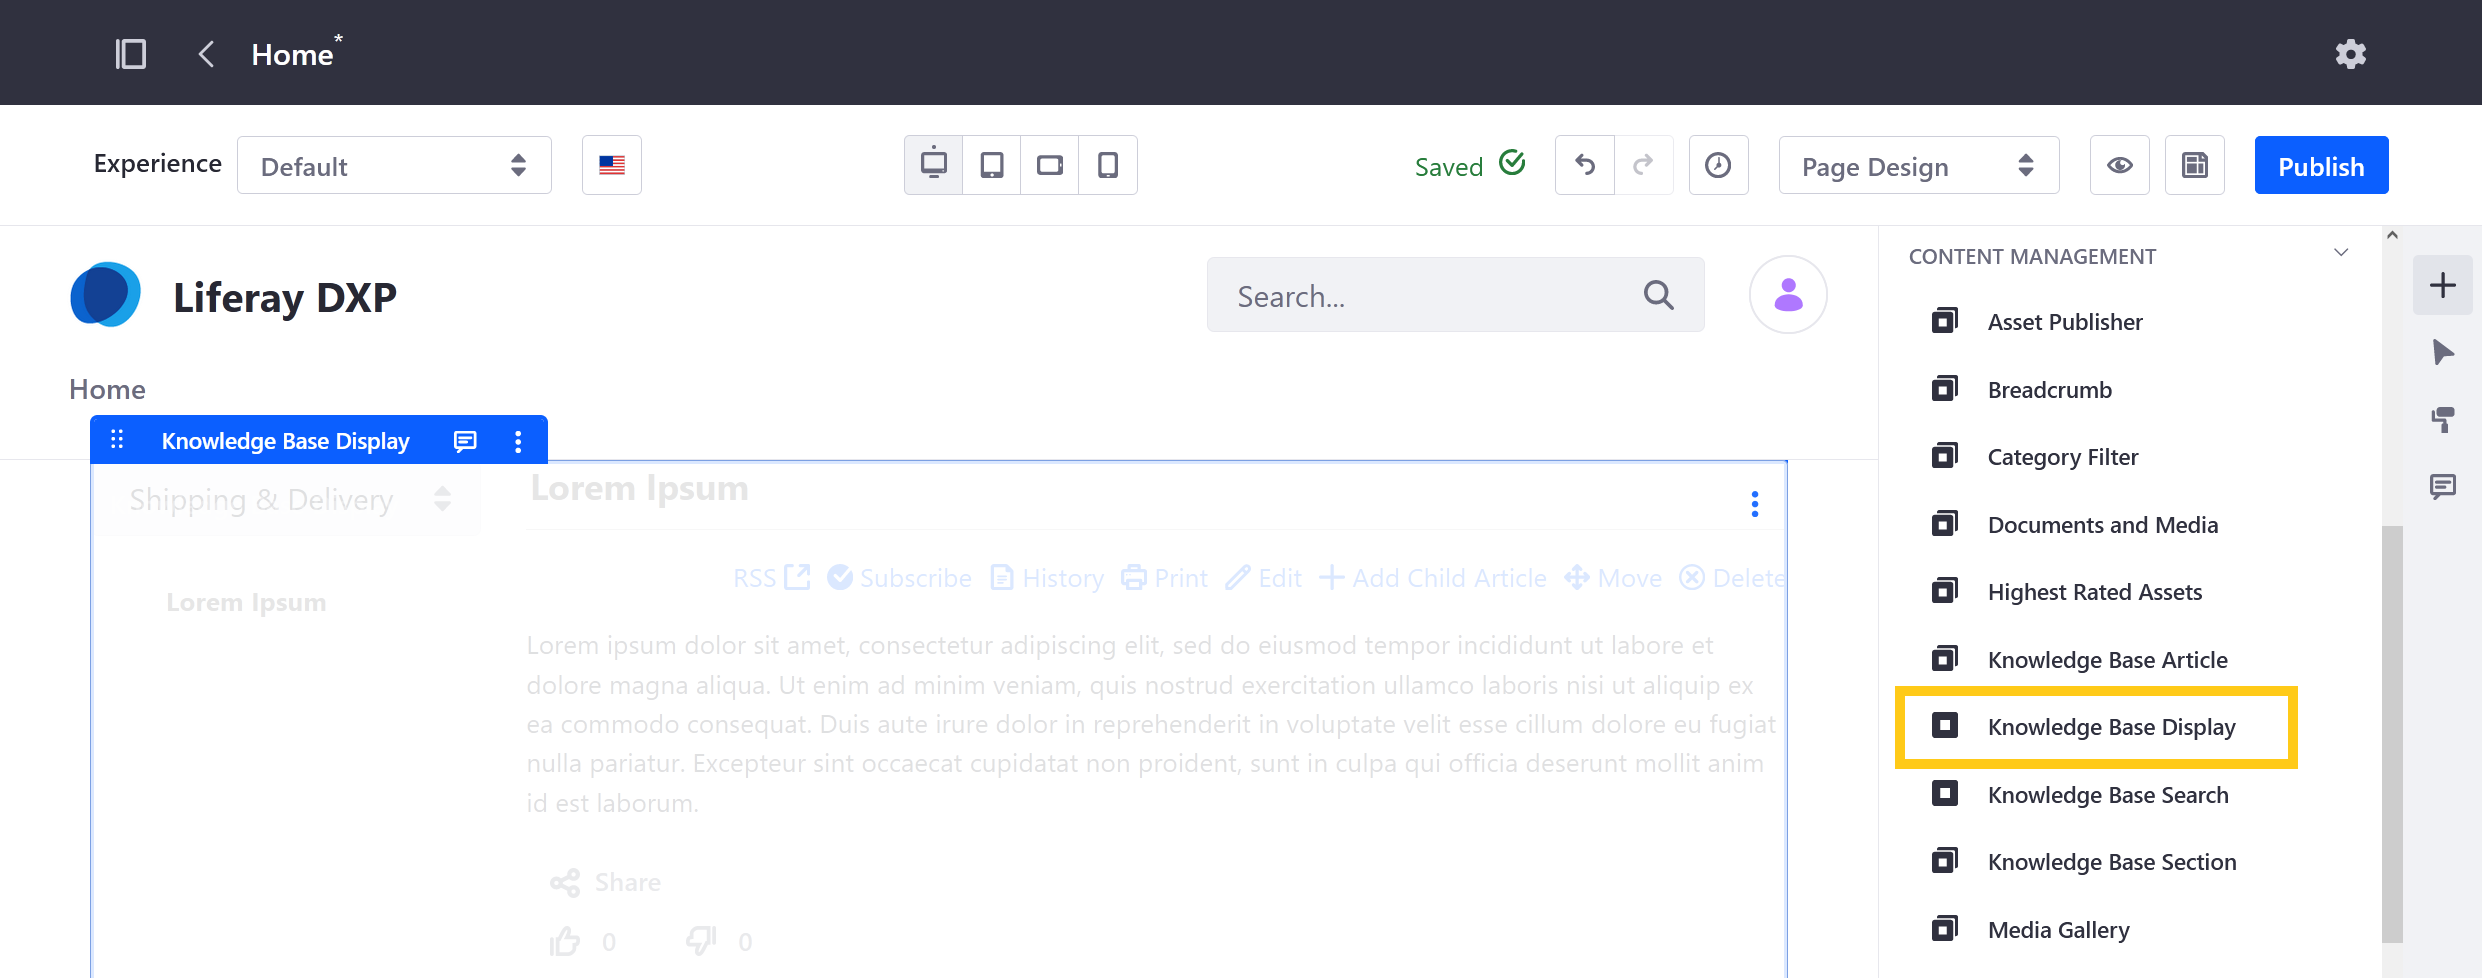 Home*
Experience
Default
Saved
Page Design
Publish
Liferay DXP
Search...
Home
Knowledge Base Display
Shipping & Delivery
Lorem Ipsum
Lorem Ipsum
RSS Subscribe History Print Edit Add Child Article Move Delete
Lorem ipsum dolor sit amet, consectetur adipiscing elit, sed do eiusmod tempor incididunt ut labore et
dolore magna aliqua. Ut enim ad minim veniam, quis nostrud exercitation ullamco laboris nisi ut aliquip ex
ea commodo consequat. Duis aute irure dolor in reprehenderit in voluptate velit esse cillum dolore eu fugiat
nulla pariatur. Excepteur sint occaecat cupidatat non proident, sunt in culpa qui officia deserunt mollit anim
id est laborum.
Share
0 0
CONTENT MANAGEMENT
Asset Publisher
Breadcrumb
Category Filter
Documents and Media
Highest Rated Assets
Knowledge Base Article
Knowledge Base Display
Knowledge Base Search
Knowledge Base Section
Media Gallery